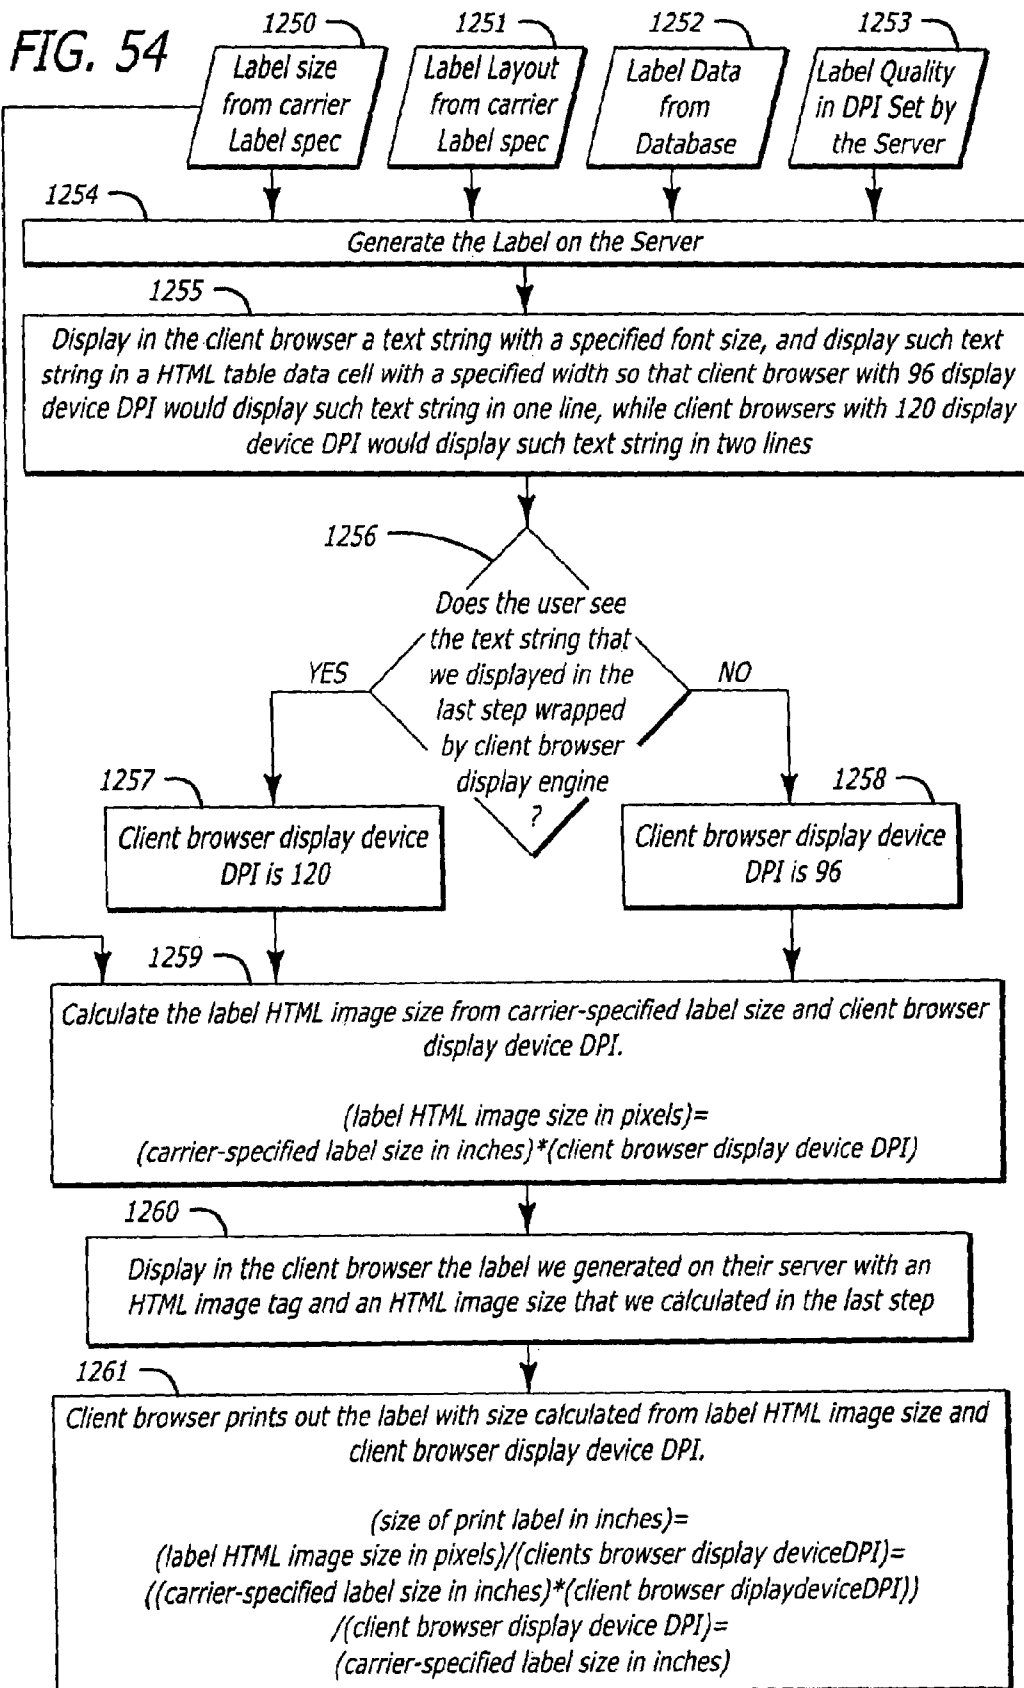 FIG. 54
1250
Label size
from carrier
Label spec
1251
Label Layout
from carrier
Label spec
1252
Label Data
from
Database
1253
Label Quality
in DPI Set by
the Server
1254
Generate the Label on the Server
1255
Display in the client browser a text string with a specified font size, and display such text
string in a HTML table data cell with a specified width so that client browser with 96 display
device DPI would display such text string in one line, while client browsers with 120 display
device DPI would display such text string in two lines
1256
Does the user see
the text string that
we displayed in the
last step wrapped
by client browser
display engine
?
YES
NO
1257
Client browser display device
DPI is 120
1258
Client browser display device
DPI is 96
1259
Calculate the label HTML image size from carrier-specified label size and client browser
display device DPI.
(label HTML image size in pixels)=
(carrier-specified label size in inches)*(client browser display device DPI)
1260
Display in the client browser the label we generated on their server with an
HTML image tag and an HTML image size that we calculated in the last step
1261
Client browser prints out the label with size calculated from label HTML image size and
client browser display device DPI.
(size of print label in inches)=
(label HTML image size in pixels)/(clients browser display deviceDPI)=
((carrier-specified label size in inches)*(client browser diplaydeviceDPI))
/(client browser display device DPI)=
(carrier-specified label size in inches)